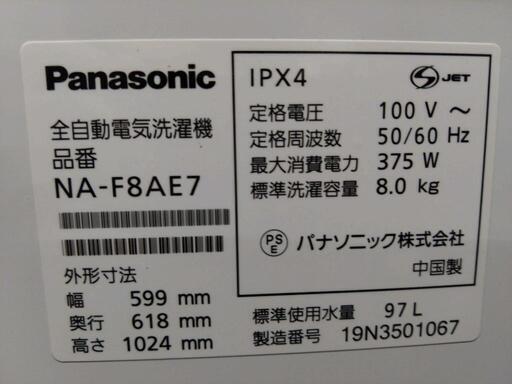 Panasonic
全自動電気洗濯機
品番
NA-F8AE7
外形寸法
幅 599 mm
奥行 618 mm
高さ 1024 mm
IPX4
S JET
定格電圧 100 V ～
定格周波数 50/60 Hz
最大消費電力 375 W
標準洗濯容量 8.0 kg
PS
E パナソニック株式会社
中国製
標準使用水量 97 L
製造番号 19N3501067